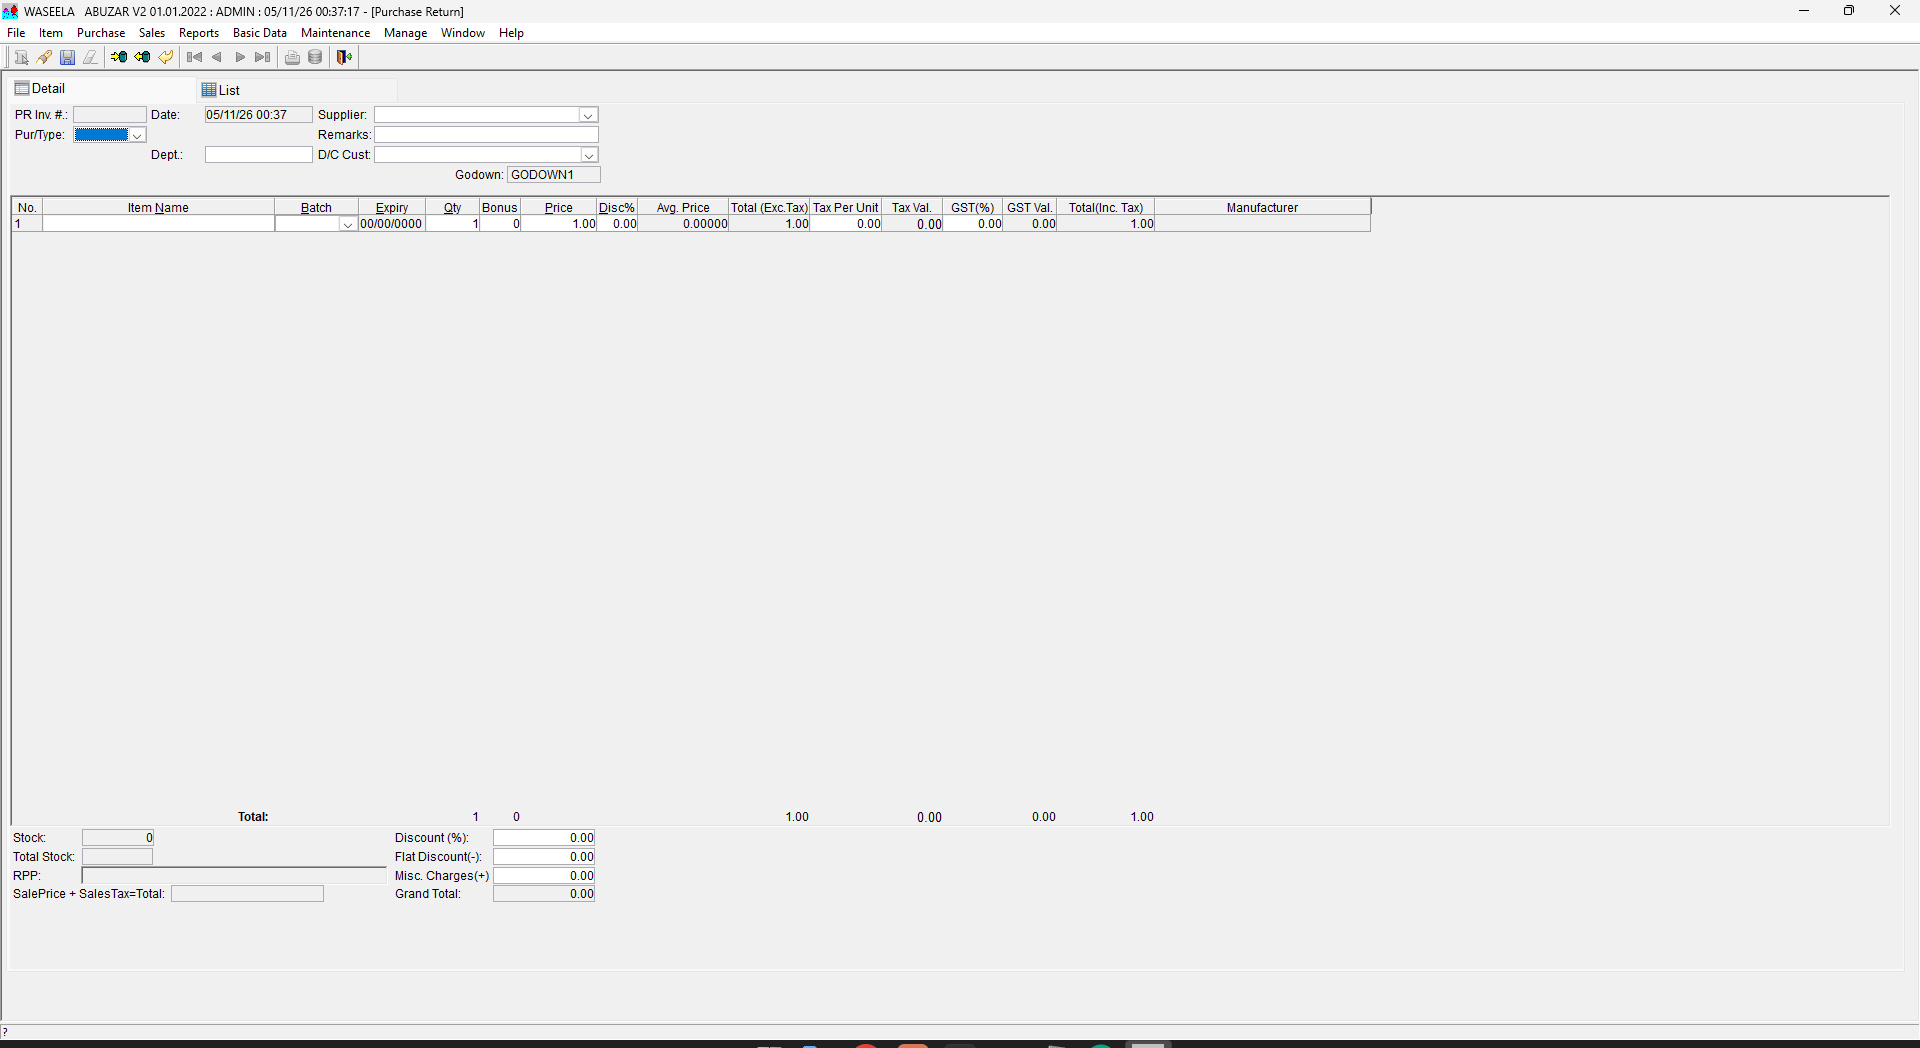 WASEELA   ABUZAR V2 01.01.2022 : ADMIN : 05/11/26 00:37:17 - [Purchase Return]
File Item Purchase Sales Reports Basic Data Maintenance Manage Window Help
Detail List
PR Inv. #.: Date: 05/11/26 00:37 Supplier:
Pur/Type: Remarks:
Dept.: D/C Cust:
Godown: GODOWN1
No. Item Name Batch Expiry Qty Bonus Price Disc% Avg. Price Total (Exc.Tax) Tax Per Unit Tax Val. GST(%) GST Val. Total(Inc. Tax) Manufacturer
1 00/00/0000 1 0 1.00 0.00 0.00000 1.00 0.00 0.00 0.00 0.00 1.00
Total: 1 0 1.00 0.00 0.00 1.00
Stock: 0 Discount (%): 0.00
Total Stock: Flat Discount(-): 0.00
RPP: Misc. Charges(+) 0.00
SalePrice + SalesTax=Total: Grand Total: 0.00
?